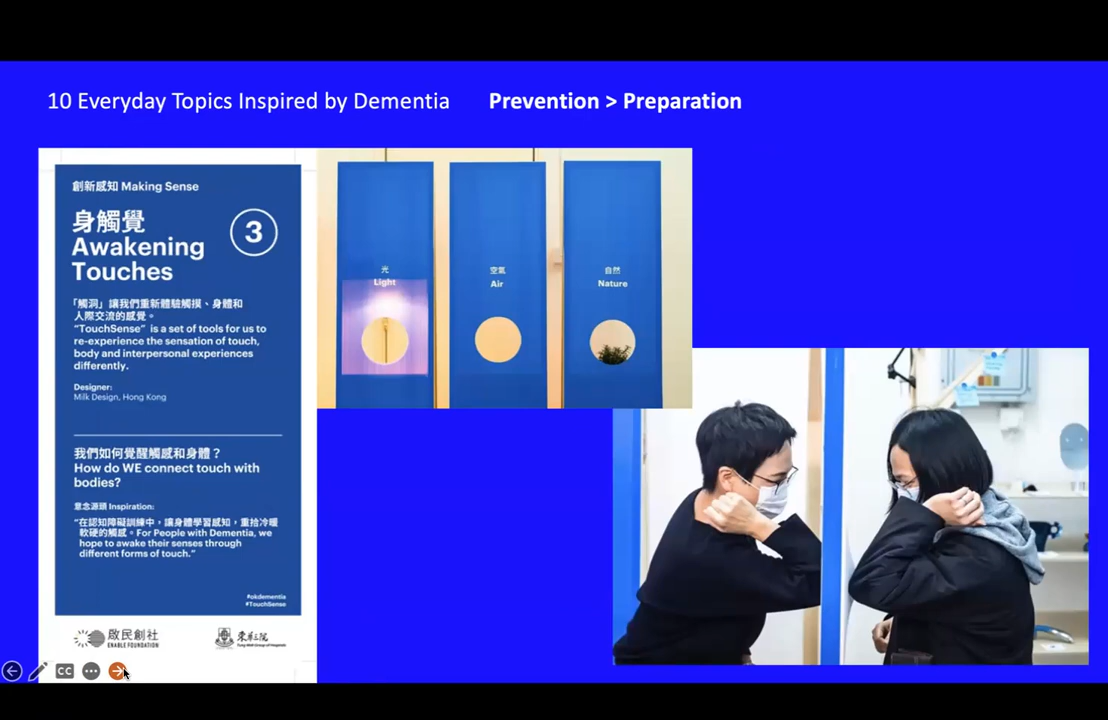 10 Everyday Topics Inspired by Dementia Prevention > Preparation
創新感知 Making Sense
身觸覺
Awakening
Touches
3
「觸洞」讓我們重新體驗觸摸、身體和
人際交流的感覺。
“TouchSense” is a set of tools for us to
re-experience the sensation of touch,
body and interpersonal experiences
differently.
Designer:
Milk Design, Hong Kong
我們如何覺醒觸感和身體？
How do WE connect touch with
bodies?
意念源頭 Inspiration:
“在認知障礙訓練中，讓身體學習感知，重拾冷暖
軟硬的觸感。For People with Dementia, we
hope to awake their senses through
different forms of touch.”
#okdementia
#TouchSense
啟民創社
ENABLE FOUNDATION
東華三院
Tung Wah Group of Hospitals
光
Light
空氣
Air
自然
Nature
CC